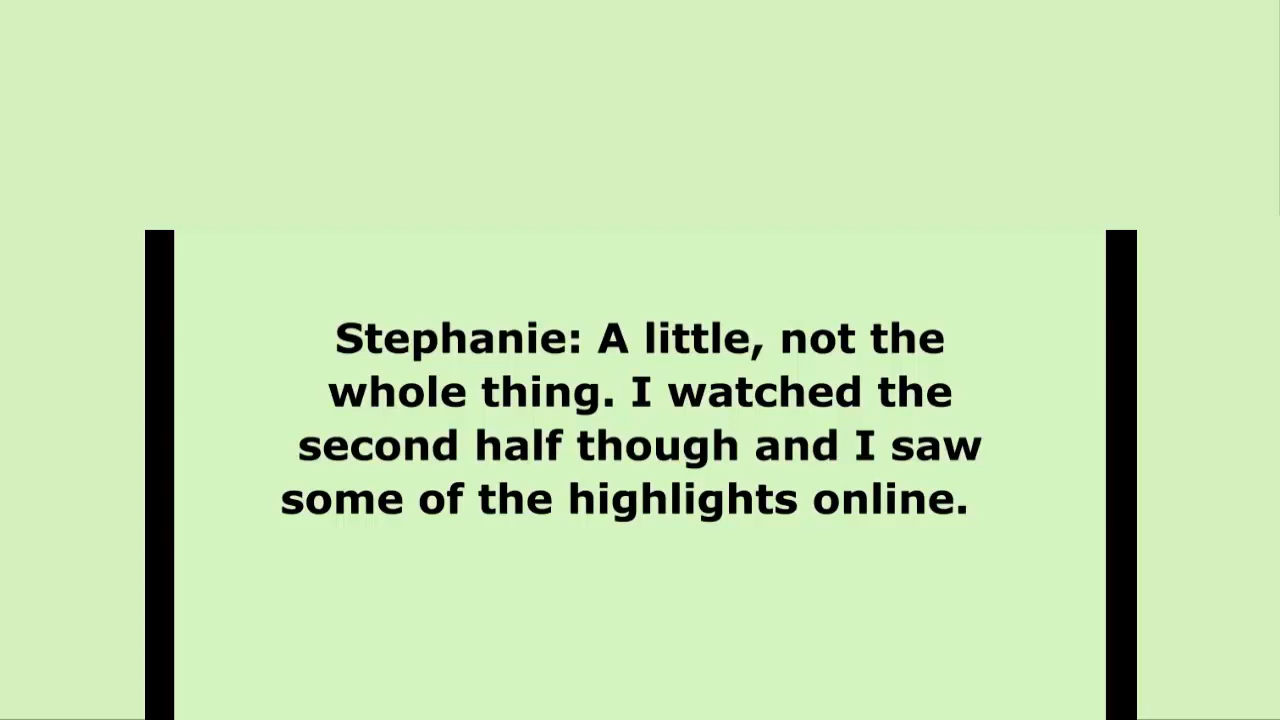 Stephanie: A little, not the
whole thing. I watched the
second half though and I saw
some of the highlights online.